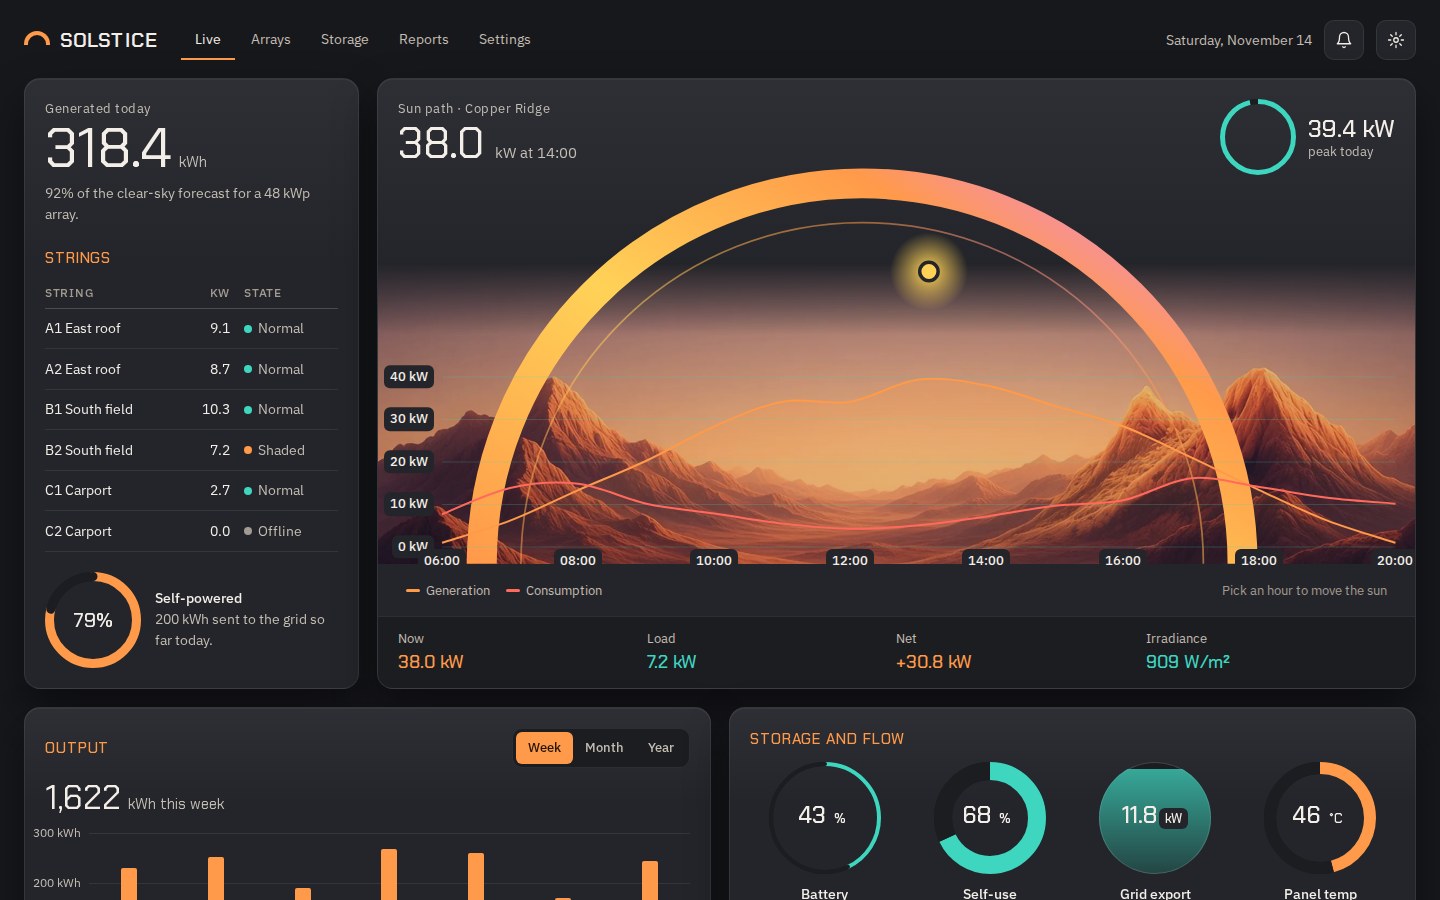 SOLSTICE
Live Arrays Storage Reports Settings
Saturday, November 14
Generated today
318.4 kWh
92% of the clear-sky forecast for a 48 kWp
array.
STRINGS
STRING KW STATE
A1 East roof 9.1 Normal
A2 East roof 8.7 Normal
B1 South field 10.3 Normal
B2 South field 7.2 Shaded
C1 Carport 2.7 Normal
C2 Carport 0.0 Offline
79%
Self-powered
200 kWh sent to the grid so
far today.
Sun path · Copper Ridge
38.0 kW at 14:00
39.4 kW
peak today
40 kW
30 kW
20 kW
10 kW
0 kW
06:00 08:00 10:00 12:00 14:00 16:00 18:00 20:00
Generation Consumption
Pick an hour to move the sun
Now Load Net Irradiance
38.0 kW 7.2 kW +30.8 kW 909 W/m²
OUTPUT
Week Month Year
1,622 kWh this week
300 kWh
200 kWh
STORAGE AND FLOW
43 % 68 % 11.8 kW 46 °C
Battery Self-use Grid export Panel temp